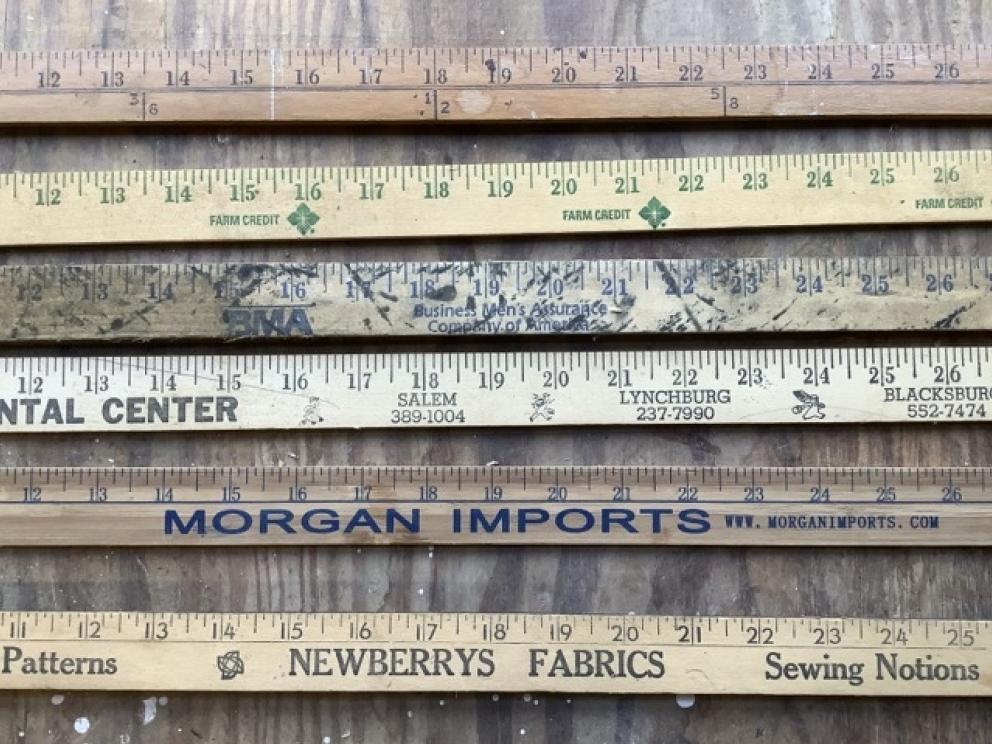 12 13 14 15 16 17 18 19 20 21 22 23 24 25 26
3|8 1|2 5|8
12 13 14 15 16 17 18 19 20 21 22 23 24 25 26
FARM CREDIT FARM CREDIT FARM CREDIT
12 13 14 15 16 17 18 19 20 21 22 23 24 25 26
BMA Business Men's Assurance
Company of America
12 13 14 15 16 17 18 19 20 21 22 23 24 25 26
NTAL CENTER SALEM LYNCHBURG BLACKSBURG
389-1004 237-7990 552-7474
12 13 14 15 16 17 18 19 20 21 22 23 24 25 26
MORGAN IMPORTS WWW.MORGANIMPORTS.COM
11 12 13 14 15 16 17 18 19 20 21 22 23 24 25
Patterns NEWBERRYS FABRICS Sewing Notions